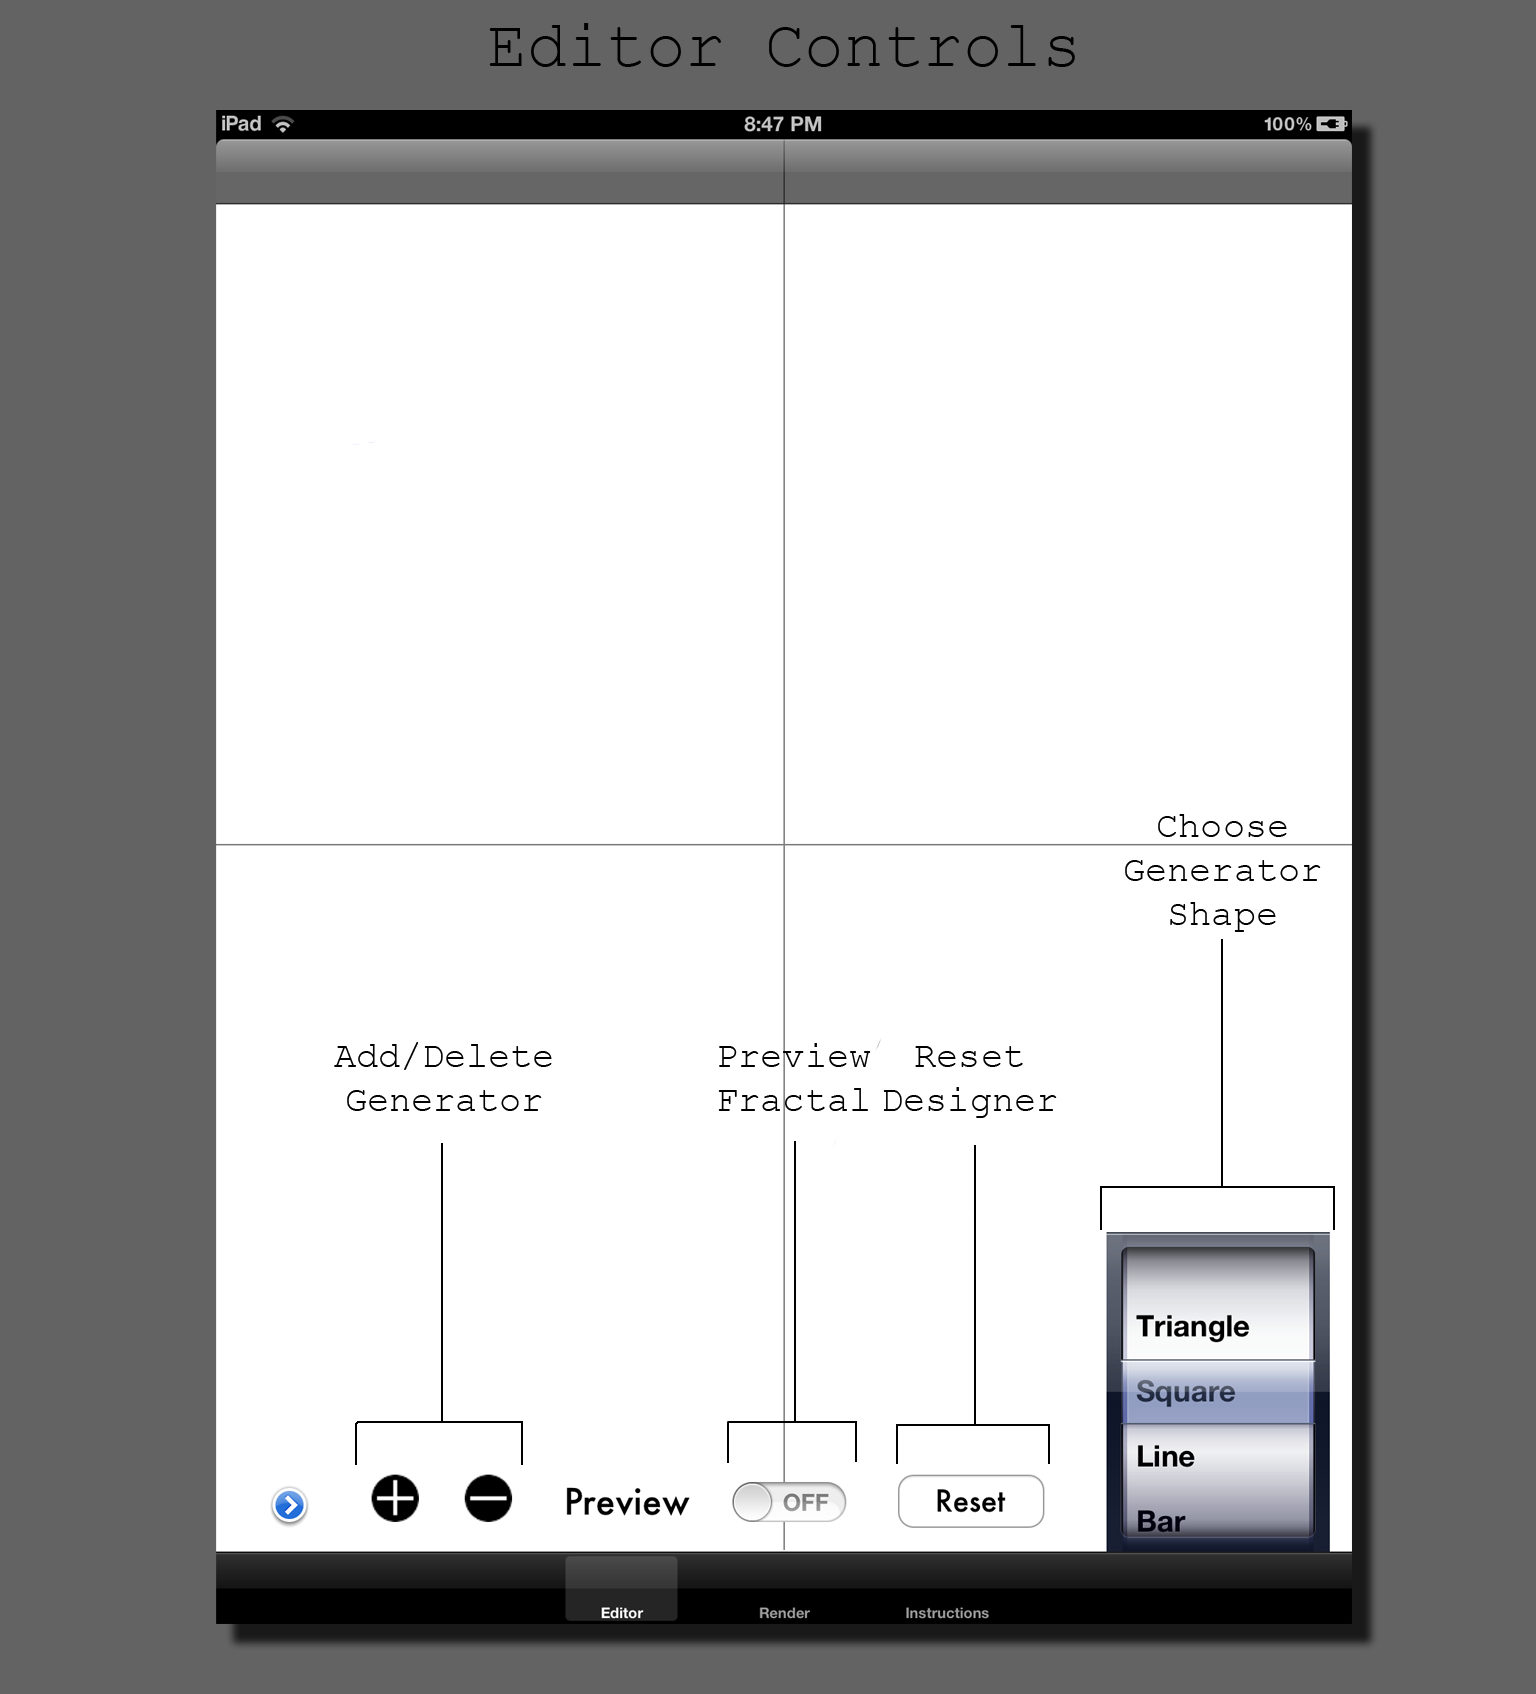 Editor Controls
iPad 8:47 PM 100%
Choose
Generator
Shape
Add/Delete
Generator
Preview
Fractal
Reset
Designer
Triangle
Square
Line
Bar
Preview OFF Reset
Editor Render Instructions